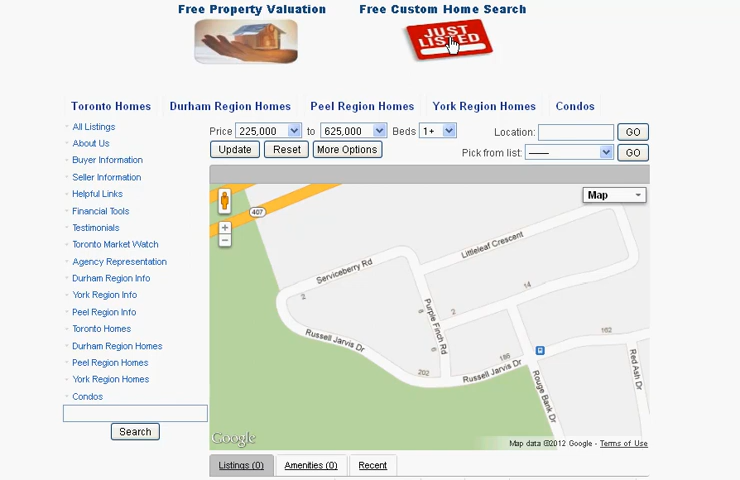 Free Property Valuation Free Custom Home Search
JUST LISTED
Toronto Homes Durham Region Homes Peel Region Homes York Region Homes Condos
All Listings
About Us
Buyer Information
Seller Information
Helpful Links
Financial Tools
Testimonials
Toronto Market Watch
Agency Representation
Durham Region Info
York Region Info
Peel Region Info
Toronto Homes
Durham Region Homes
Peel Region Homes
York Region Homes
Condos
Search
Price 225,000 to 625,000 Beds 1+ Location: GO
Update Reset More Options Pick from list: ------ GO
Map
407
+
−
Littleleaf Crescent
Serviceberry Rd
14
2
Purple Finch Rd
Russell Jarvis Dr
162
186
202
Russell Jarvis Dr
Rouge Bank Dr
Red Ash Dr
Google
Map data ©2012 Google - Terms of Use
Listings (0) Amenities (0) Recent